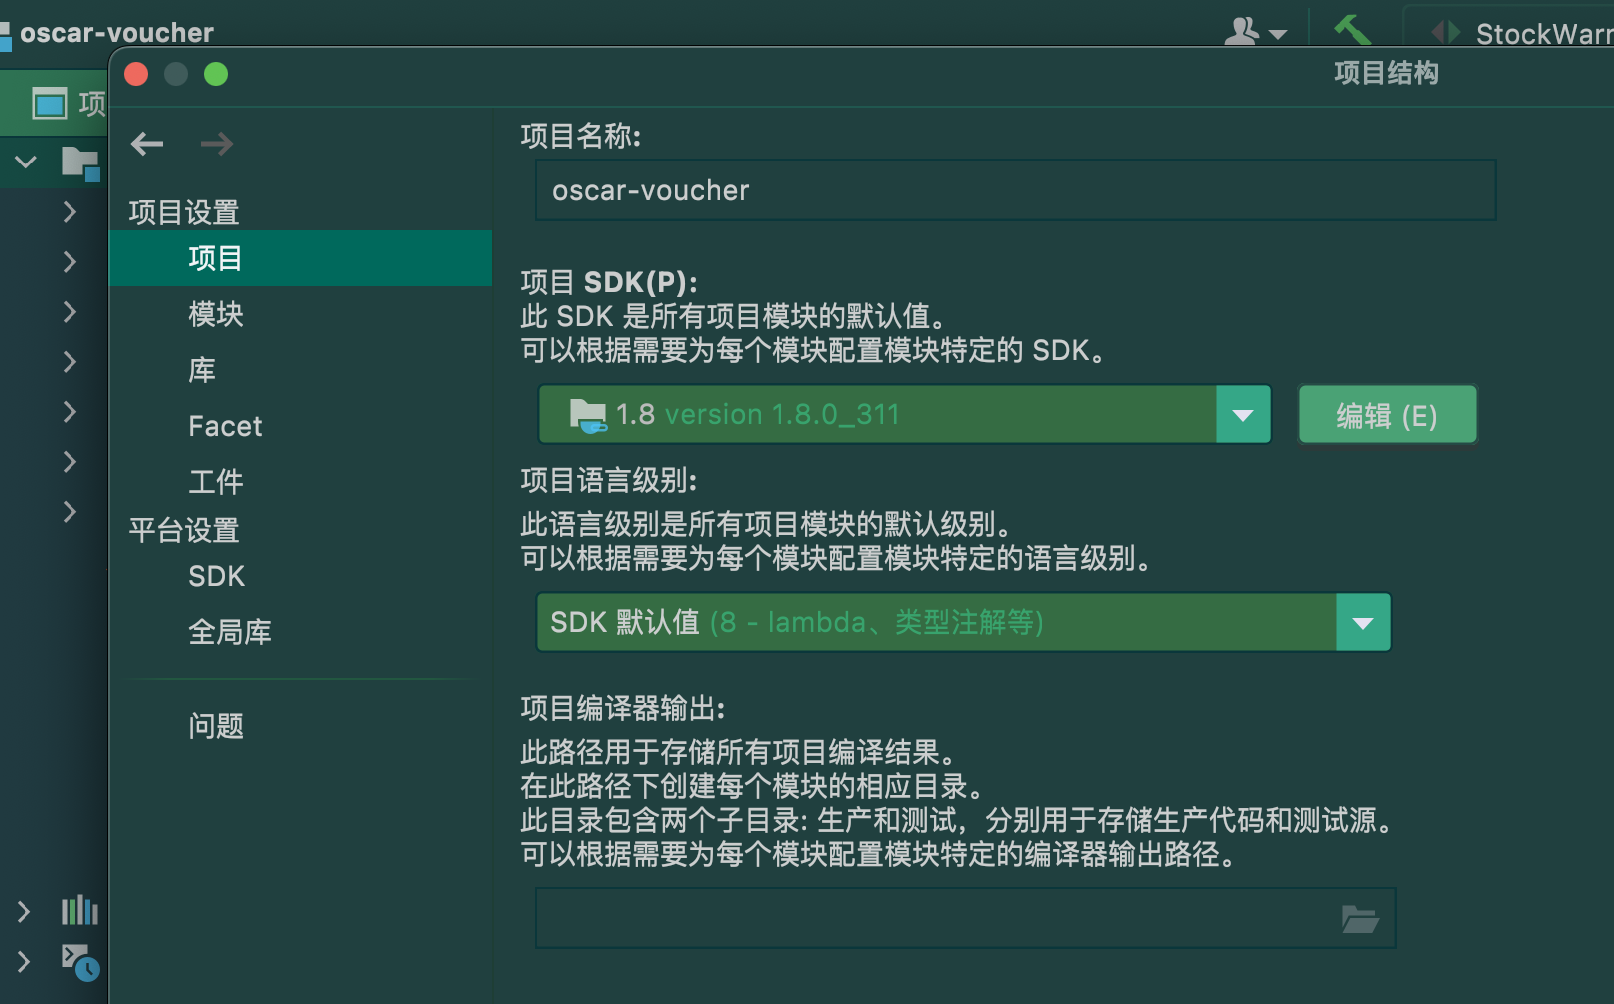 oscar-voucher
StockWarr
项目结构
项
项目设置
项目
模块
库
Facet
工件
平台设置
SDK
全局库
问题
项目名称:
oscar-voucher
项目 SDK(P):
此 SDK 是所有项目模块的默认值。
可以根据需要为每个模块配置模块特定的 SDK。
1.8 version 1.8.0_311
编辑 (E)
项目语言级别:
此语言级别是所有项目模块的默认级别。
可以根据需要为每个模块配置模块特定的语言级别。
SDK 默认值 (8 - lambda、类型注解等)
项目编译器输出:
此路径用于存储所有项目编译结果。
在此路径下创建每个模块的相应目录。
此目录包含两个子目录: 生产和测试，分别用于存储生产代码和测试源。
可以根据需要为每个模块配置模块特定的编译器输出路径。